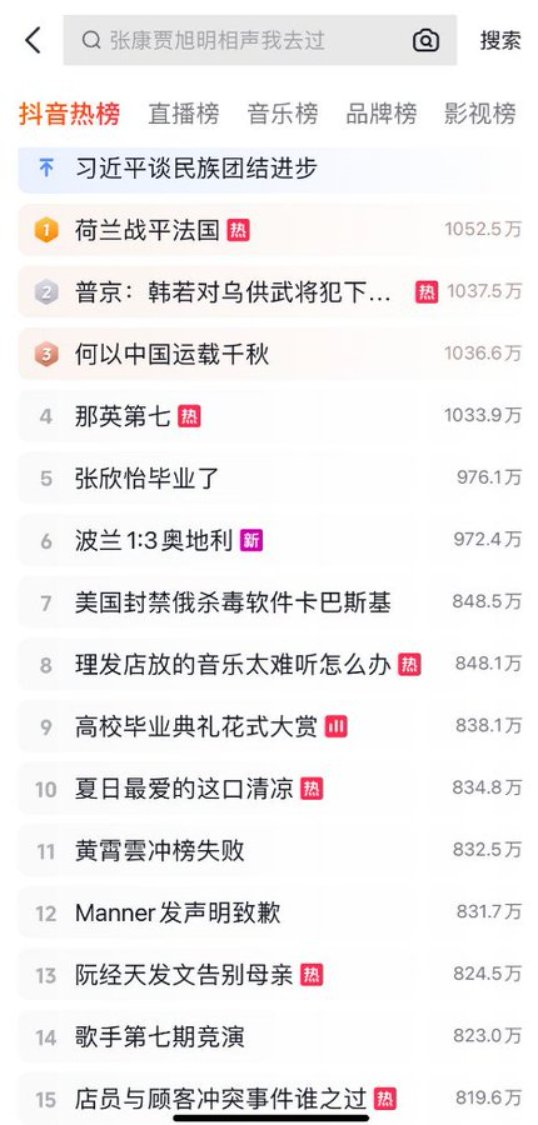 张康贾旭明相声我去过 搜索
抖音热榜 直播榜 音乐榜 品牌榜 影视榜
习近平谈民族团结进步
1 荷兰战平法国 热 1052.5万
2 普京：韩若对乌供武将犯下... 热 1037.5万
3 何以中国运载千秋 1036.6万
4 那英第七 热 1033.9万
5 张欣怡毕业了 976.1万
6 波兰1:3奥地利 新 972.4万
7 美国封禁俄杀毒软件卡巴斯基 848.5万
8 理发店放的音乐太难听怎么办 热 848.1万
9 高校毕业典礼花式大赏 838.1万
10 夏日最爱的这口清凉 热 834.8万
11 黄霄雲冲榜失败 832.5万
12 Manner发声明致歉 831.7万
13 阮经天发文告别母亲 热 824.5万
14 歌手第七期竞演 823.0万
15 店员与顾客冲突事件谁之过 热 819.6万